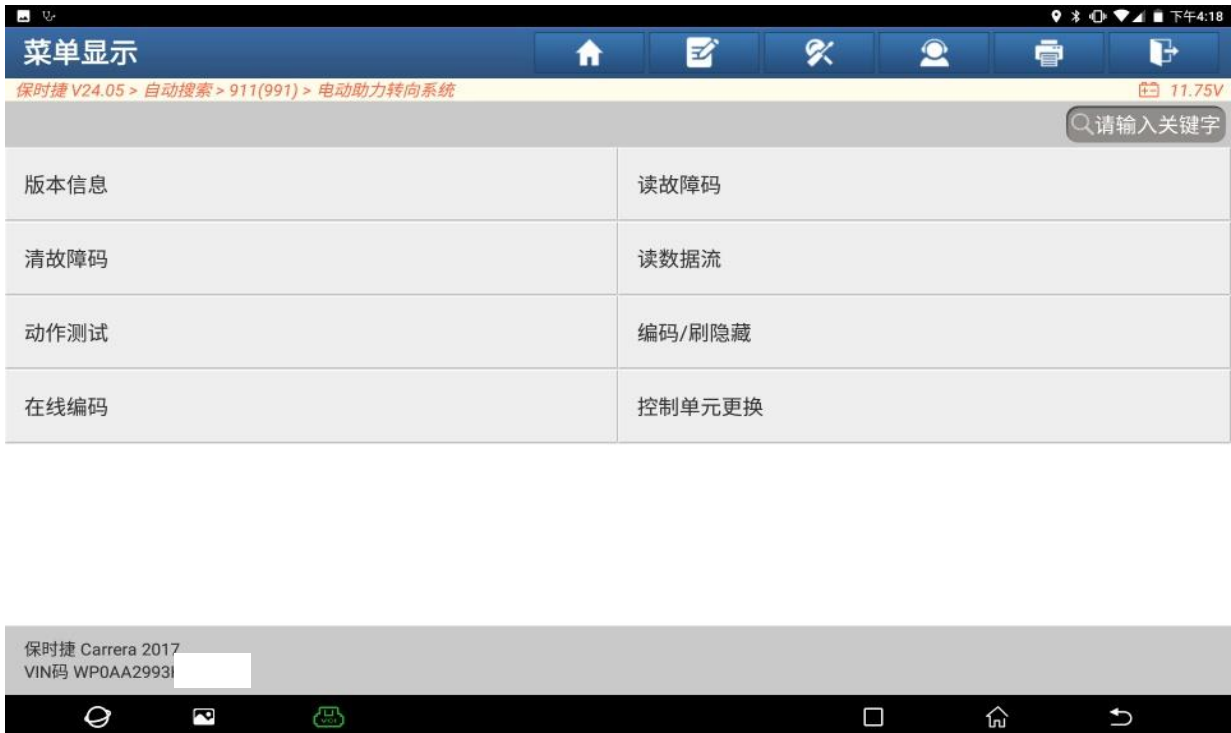 下午4:18
菜单显示
保时捷 V24.05 > 自动搜索 > 911(991) > 电动助力转向系统
11.75V
请输入关键字
版本信息
读故障码
清故障码
读数据流
动作测试
编码/刷隐藏
在线编码
控制单元更换
保时捷 Carrera 2017
VIN码 WP0AA2993
VCI